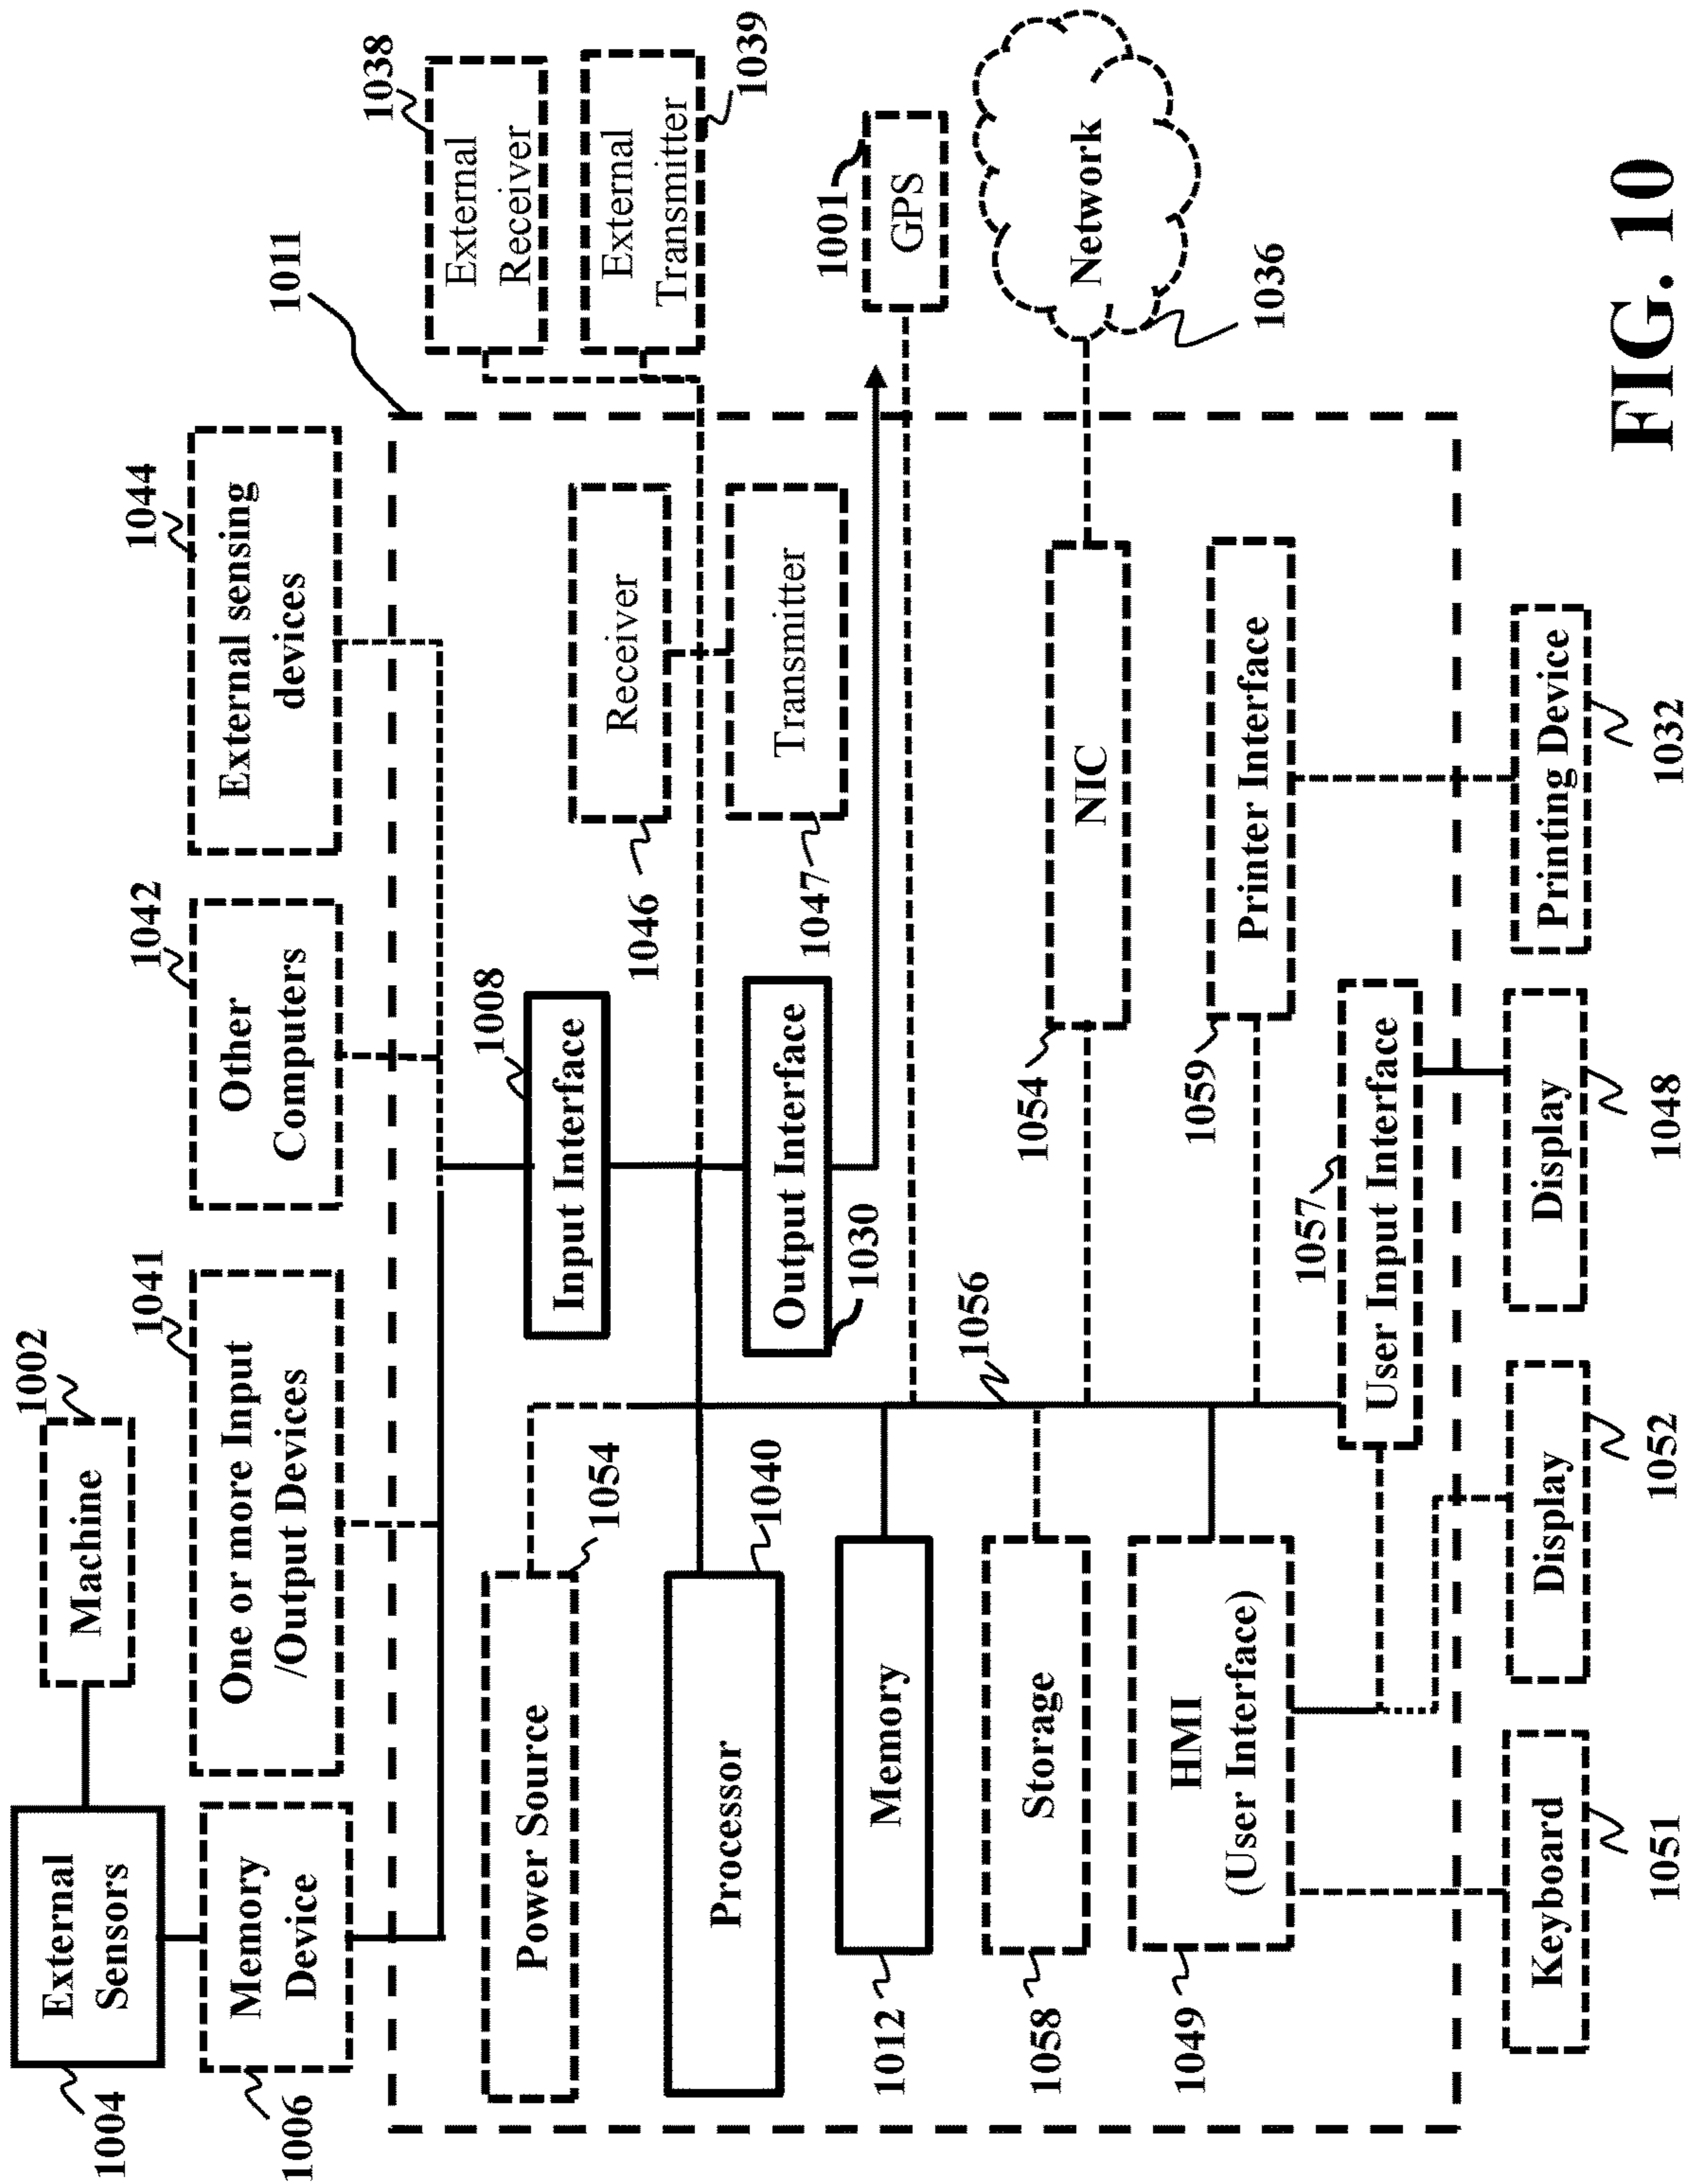 1004
External
Sensors
Machine
1002
1006
Memory
Device
One or more Input
/Output Devices
1041
Other
Computers
1042
External sensing
devices
1044
1011
Power Source
1054
Processor
1040
1012
Memory
1058
Storage
1049
HMI
(User Interface)
1056
Input Interface
1008
Output Interface
1030
Receiver
1046
Transmitter
1047
1054
NIC
1059
Printer Interface
1057
User Input Interface
External
Receiver
1038
External
Transmitter
1039
1001
GPS
Network
1036
Keyboard
1051
Display
1052
Display
1048
Printing Device
1032
FIG. 10